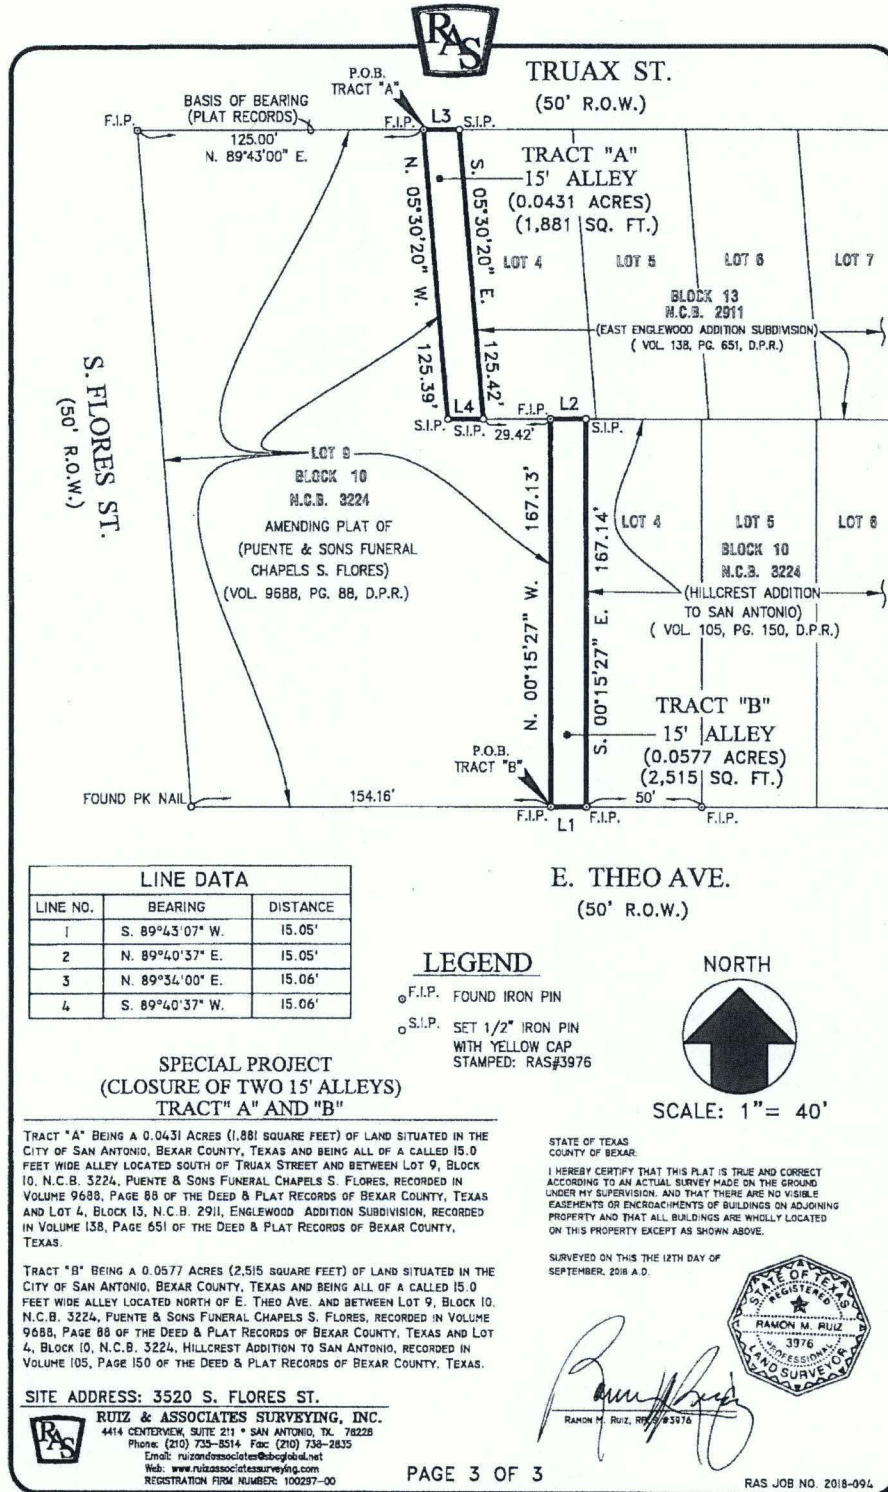 RAS
TRUAX ST.
(50' R.O.W.)
P.O.B.
TRACT "A"
BASIS OF BEARING
(PLAT RECORDS)
F.I.P.
125.00'
N. 89°43'00" E.
F.I.P.
L3
S.I.P.
TRACT "A"
15' ALLEY
(0.0431 ACRES)
(1,881 SQ. FT.)
N. 05°30'20" W. 125.39'
S. 05°30'20" E. 125.42'
LOT 4
LOT 5
LOT 6
LOT 7
BLOCK 13
N.C.B. 2911
(EAST ENGLEWOOD ADDITION SUBDIVISION)
( VOL. 138, PG. 651, D.P.R.)
S. FLORES ST.
(50' R.O.W.)
L4
F.I.P.
L2
S.I.P.
S.I.P.
29.42'
S.I.P.
LOT 9
BLOCK 10
N.C.B. 3224
AMENDING PLAT OF
(PUENTE & SONS FUNERAL
CHAPELS S. FLORES)
(VOL. 9688, PG. 88, D.P.R.)
N. 00°15'27" W. 167.13'
S. 00°15'27" E. 167.14'
LOT 4
LOT 5
LOT 6
BLOCK 10
N.C.B. 3224
(HILLCREST ADDITION
TO SAN ANTONIO)
( VOL. 105, PG. 150, D.P.R.)
TRACT "B"
15' ALLEY
(0.0577 ACRES)
(2,515 SQ. FT.)
P.O.B.
TRACT "B"
FOUND PK NAIL
154.16'
F.I.P.
L1
F.I.P.
50'
F.I.P.
E. THEO AVE.
(50' R.O.W.)
LINE DATA
LINE NO. BEARING DISTANCE
1 S. 89°43'07" W. 15.05'
2 N. 89°40'37" E. 15.05'
3 N. 89°34'00" E. 15.06'
4 S. 89°40'37" W. 15.06'
LEGEND
F.I.P. FOUND IRON PIN
S.I.P. SET 1/2" IRON PIN
WITH YELLOW CAP
STAMPED: RAS#3976
NORTH
SCALE: 1"= 40'
SPECIAL PROJECT
(CLOSURE OF TWO 15' ALLEYS)
TRACT" A" AND "B"
TRACT "A" BEING A 0.0431 ACRES (1,881 SQUARE FEET) OF LAND SITUATED IN THE
CITY OF SAN ANTONIO, BEXAR COUNTY, TEXAS AND BEING ALL OF A CALLED 15.0
FEET WIDE ALLEY LOCATED SOUTH OF TRUAX STREET AND BETWEEN LOT 9, BLOCK
10, N.C.B. 3224, PUENTE & SONS FUNERAL CHAPELS S. FLORES, RECORDED IN
VOLUME 9688, PAGE 88 OF THE DEED & PLAT RECORDS OF BEXAR COUNTY, TEXAS
AND LOT 4, BLOCK 13, N.C.B. 2911, ENGLEWOOD ADDITION SUBDIVISION, RECORDED
IN VOLUME 138, PAGE 651 OF THE DEED & PLAT RECORDS OF BEXAR COUNTY,
TEXAS.
TRACT "B" BEING A 0.0577 ACRES (2,515 SQUARE FEET) OF LAND SITUATED IN THE
CITY OF SAN ANTONIO, BEXAR COUNTY, TEXAS AND BEING ALL OF A CALLED 15.0
FEET WIDE ALLEY LOCATED NORTH OF E. THEO AVE. AND BETWEEN LOT 9, BLOCK 10,
N.C.B. 3224, PUENTE & SONS FUNERAL CHAPELS S. FLORES, RECORDED IN VOLUME
9688, PAGE 88 OF THE DEED & PLAT RECORDS OF BEXAR COUNTY, TEXAS AND LOT
4, BLOCK 10, N.C.B. 3224, HILLCREST ADDITION TO SAN ANTONIO, RECORDED IN
VOLUME 105, PAGE 150 OF THE DEED & PLAT RECORDS OF BEXAR COUNTY, TEXAS.
STATE OF TEXAS
COUNTY OF BEXAR:
I HEREBY CERTIFY THAT THIS PLAT IS TRUE AND CORRECT
ACCORDING TO AN ACTUAL SURVEY MADE ON THE GROUND
UNDER MY SUPERVISION. AND THAT THERE ARE NO VISIBLE
EASEMENTS OR ENCROACHMENTS OF BUILDINGS ON ADJOINING
PROPERTY AND THAT ALL BUILDINGS ARE WHOLLY LOCATED
ON THIS PROPERTY EXCEPT AS SHOWN ABOVE.
SURVEYED ON THIS THE 12TH DAY OF
SEPTEMBER, 2018 A.D.
STATE OF TEXAS
REGISTERED
RAMON M. RUIZ
3976
PROFESSIONAL
LAND SURVEYOR
RAMON M. RUIZ, RPLS #3976
SITE ADDRESS: 3520 S. FLORES ST.
RAS
RUIZ & ASSOCIATES SURVEYING, INC.
4414 CENTERVIEW, SUITE 211 * SAN ANTONIO, TX. 78228
Phone: (210) 735-8514 Fax: (210) 738-2835
Email: ruizandassociates@sbcglobal.net
Web: www.ruizassociatessurveying.com
REGISTRATION FIRM NUMBER: 100297-00
PAGE 3 OF 3
RAS JOB NO. 2018-094